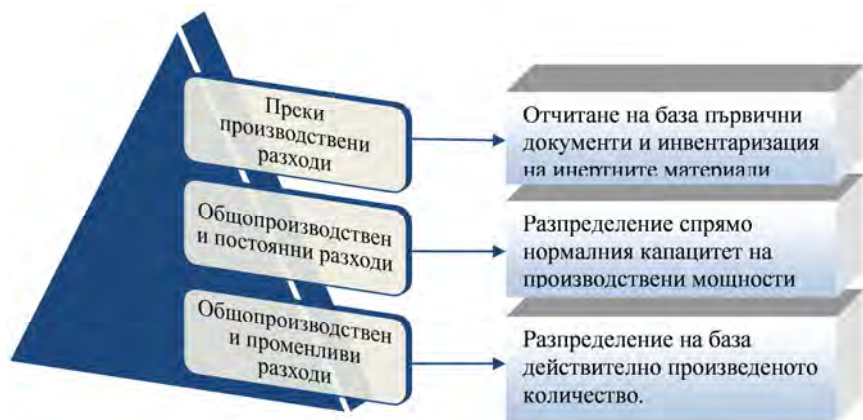 Преки
производствени
разходи
Отчитане на база първични
документи и инвентаризация
на инертните материали
Общопроизводствен
и постоянни разходи
Разпределение спрямо
нормалния капацитет на
производствени мощности
Общопроизводствен
и променливи
разходи
Разпределение на база
действително произведеното
количество.